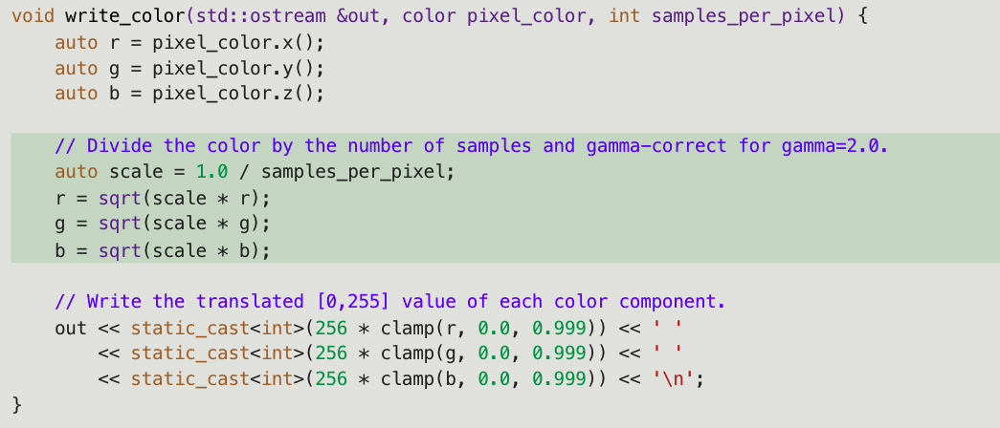 void write_color(std::ostream &out, color pixel_color, int samples_per_pixel) {
    auto r = pixel_color.x();
    auto g = pixel_color.y();
    auto b = pixel_color.z();

    // Divide the color by the number of samples and gamma-correct for gamma=2.0.
    auto scale = 1.0 / samples_per_pixel;
    r = sqrt(scale * r);
    g = sqrt(scale * g);
    b = sqrt(scale * b);

    // Write the translated [0,255] value of each color component.
    out << static_cast<int>(256 * clamp(r, 0.0, 0.999)) << ' '
        << static_cast<int>(256 * clamp(g, 0.0, 0.999)) << ' '
        << static_cast<int>(256 * clamp(b, 0.0, 0.999)) << '\n';
}